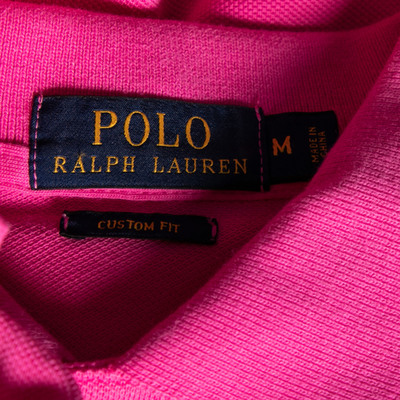 POLO
RALPH LAUREN
M
MADE IN
CHINA
CUSTOM FIT